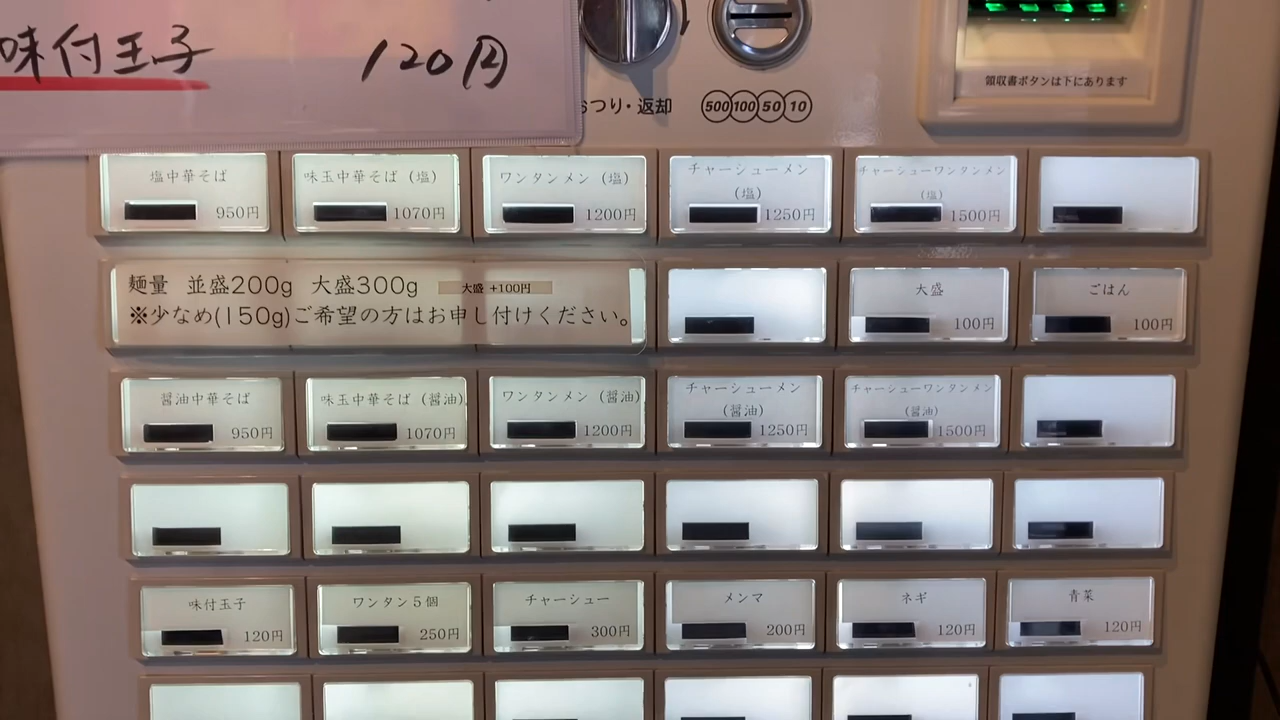 味付玉子 120円
おつり・返却 500 100 50 10
領収書ボタンは下にあります
塩中華そば
950円
味玉中華そば (塩)
1070円
ワンタンメン (塩)
1200円
チャーシューメン
(塩)
1250円
チャーシューワンタンメン
(塩)
1500円
麺量 並盛200g 大盛300g 大盛 +100円
※少なめ(150g)ご希望の方はお申し付けください。
大盛
100円
ごはん
100円
醤油中華そば
950円
味玉中華そば (醤油)
1070円
ワンタンメン (醤油)
1200円
チャーシューメン
(醤油)
1250円
チャーシューワンタンメン
(醤油)
1500円
味付玉子
120円
ワンタン5個
250円
チャーシュー
300円
メンマ
200円
ネギ
120円
青菜
120円